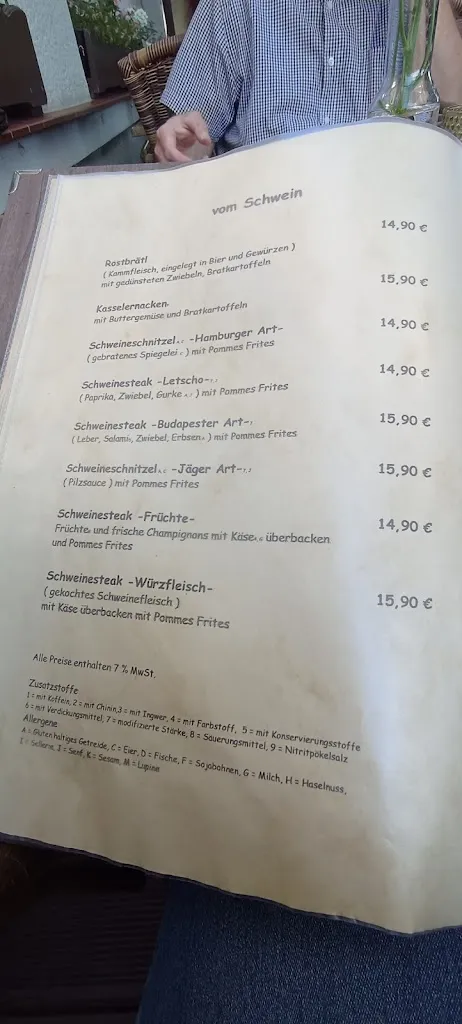 vom Schwein
Rostbrätl 14,90 €
( Kammfleisch, eingelegt in Bier und Gewürzen )
mit gedünsteten Zwiebeln, Bratkartoffeln
Kasselernacken 15,90 €
mit Buttergemüse und Bratkartoffeln
Schweineschnitzel -Hamburger Art- 14,90 €
( gebratenes Spiegelei ) mit Pommes Frites
Schweinesteak -Letscho- 14,90 €
( Paprika, Zwiebel, Gurke ) mit Pommes Frites
Schweinesteak -Budapester Art- 15,90 €
( Leber, Salami, Zwiebel, Erbsen ) mit Pommes Frites
Schweineschnitzel -Jäger Art- 15,90 €
( Pilzsauce ) mit Pommes Frites
Schweinesteak -Früchte- 14,90 €
Früchte und frische Champignons mit Käse überbacken
und Pommes Frites
Schweinesteak -Würzfleisch- 15,90 €
( gekochtes Schweinefleisch )
mit Käse überbacken mit Pommes Frites
Alle Preise enthalten 7 % MwSt.
Zusatzstoffe
1 = mit Koffein, 2 = mit Chinin,3 = mit Ingwer, 4 = mit Farbstoff, 5 = mit Konservierungsstoffe
6 = mit Verdickungsmittel, 7 = modifizierte Stärke, 8 = Säuerungsmittel, 9 = Nitritpökelsalz
Allergene
A = Glutenhaltiges Getreide, C = Eier, D = Fische, F = Sojabohnen, G = Milch, H = Haselnuss,
I = Sellerie, J = Senf, K = Sesam, M = Lupine